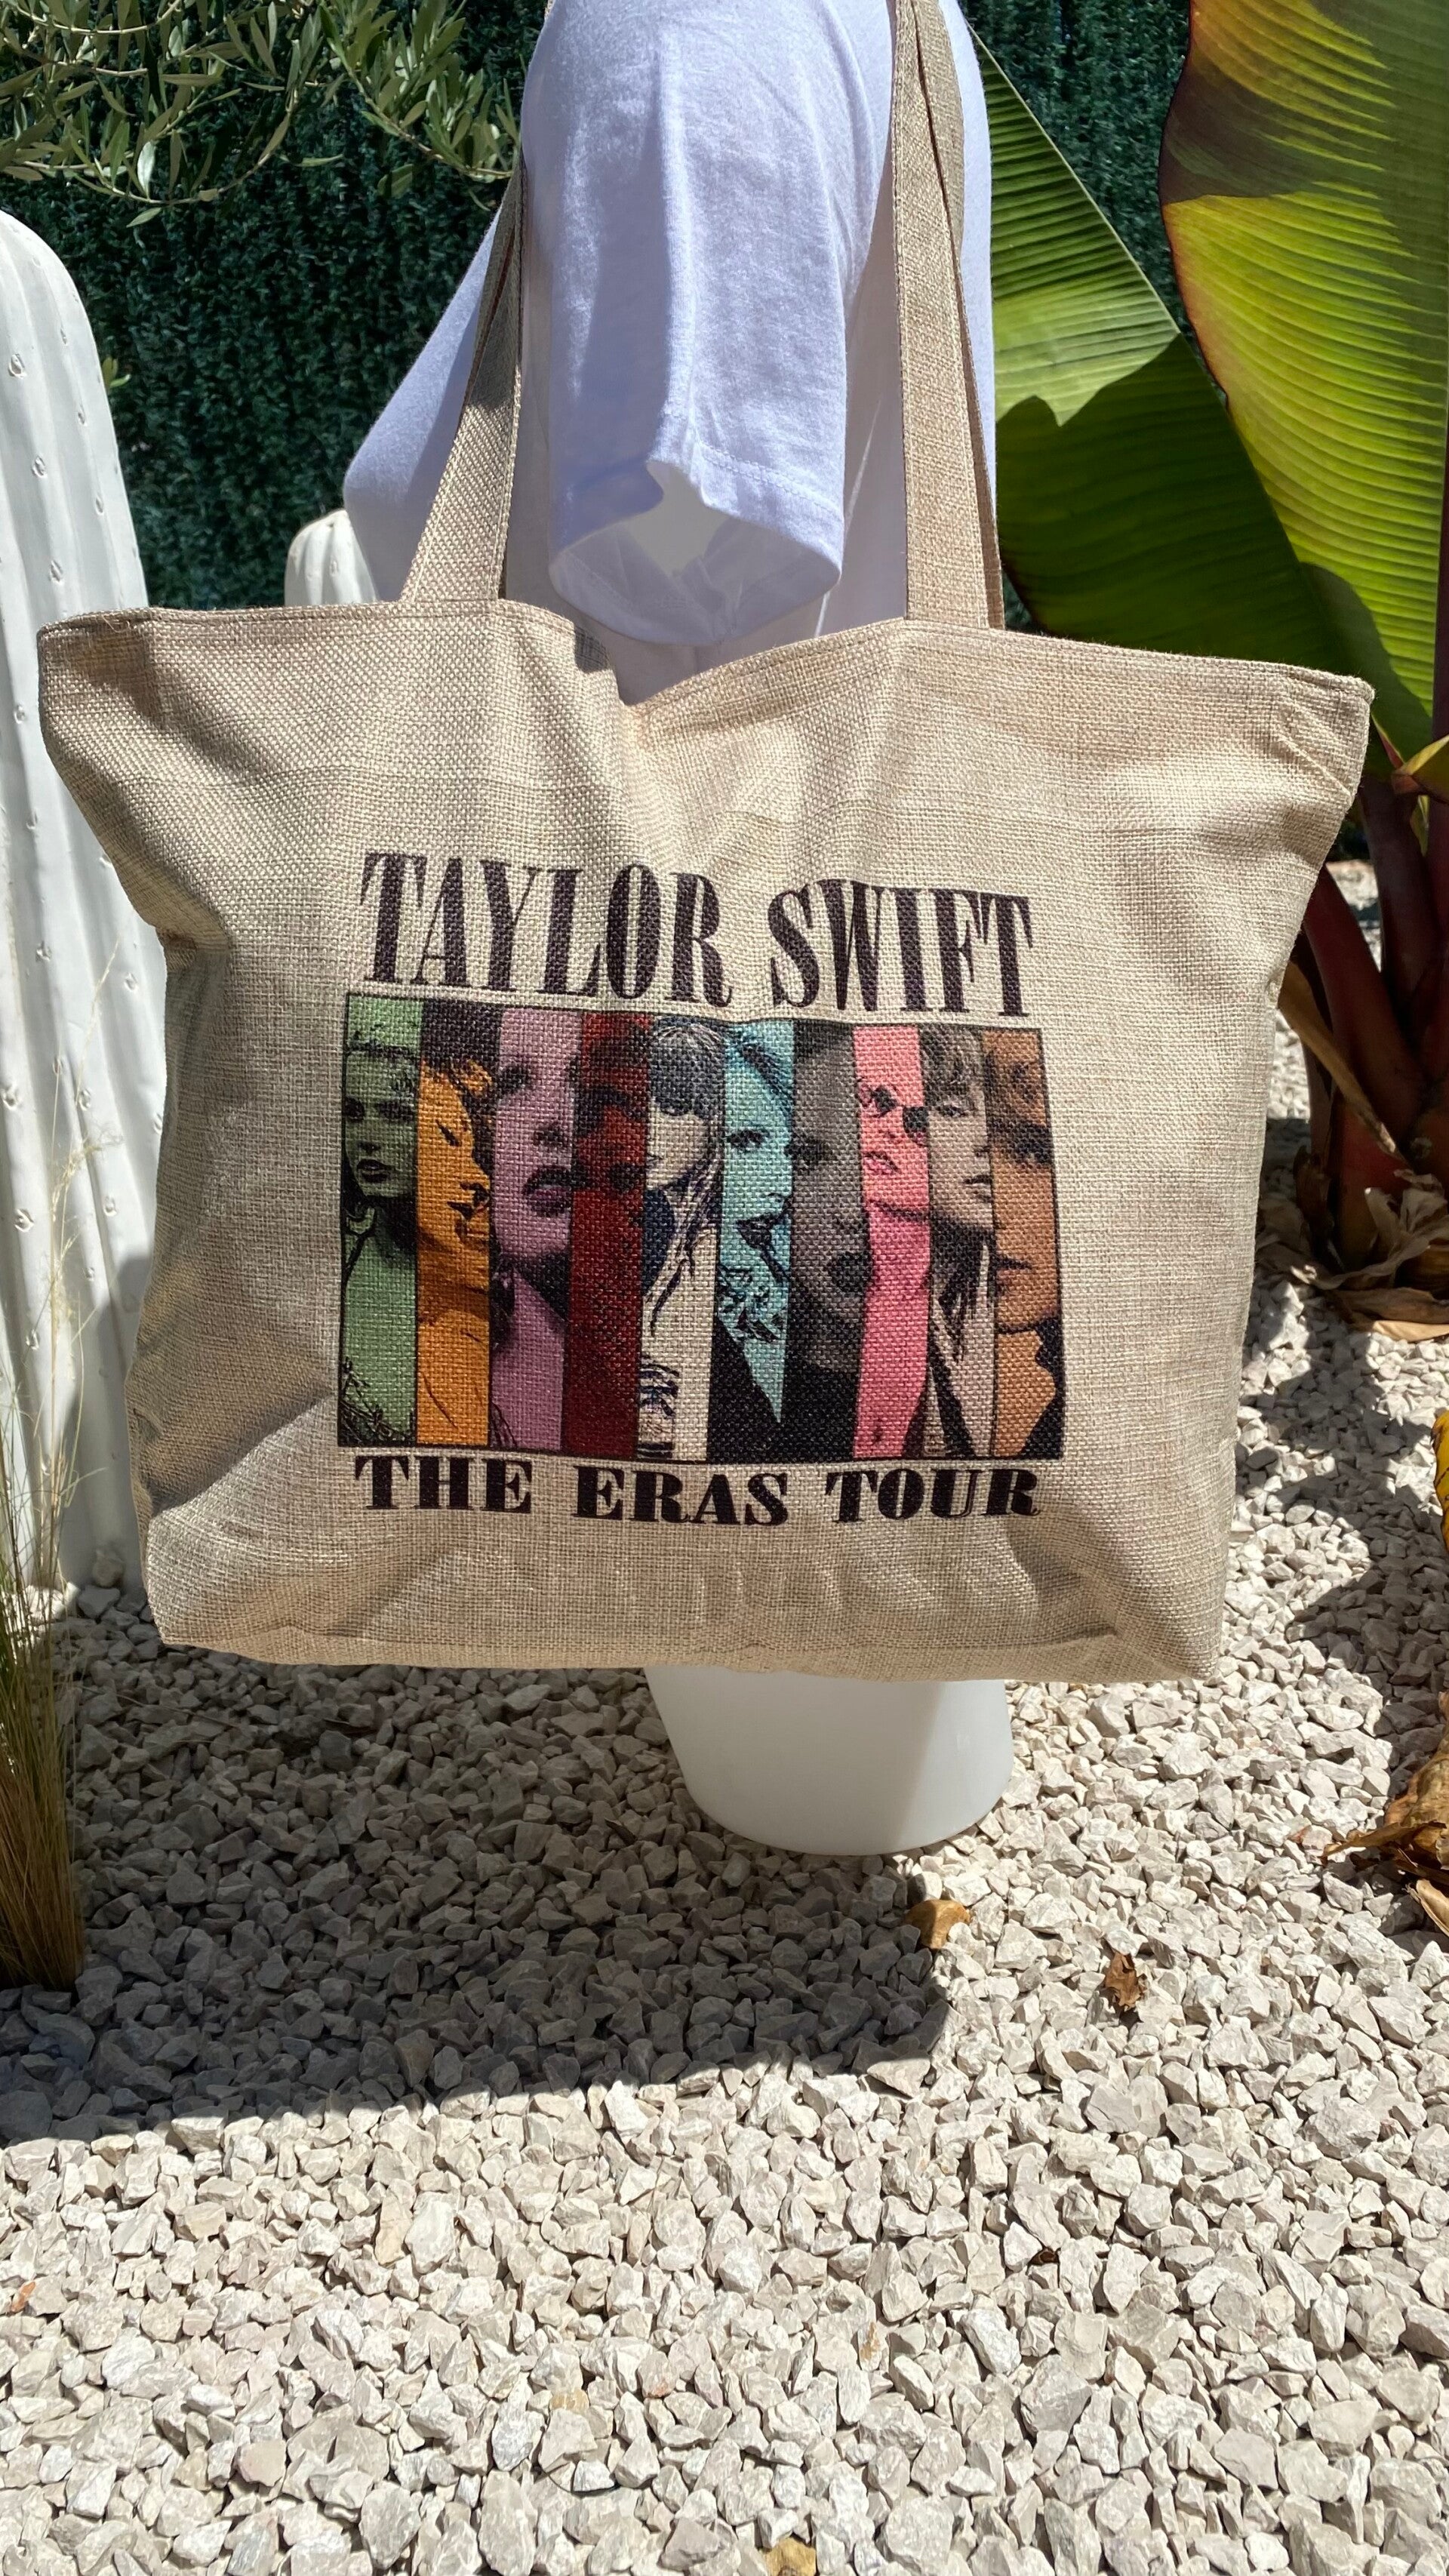 TAYLOR SWIFT
THE ERAS TOUR